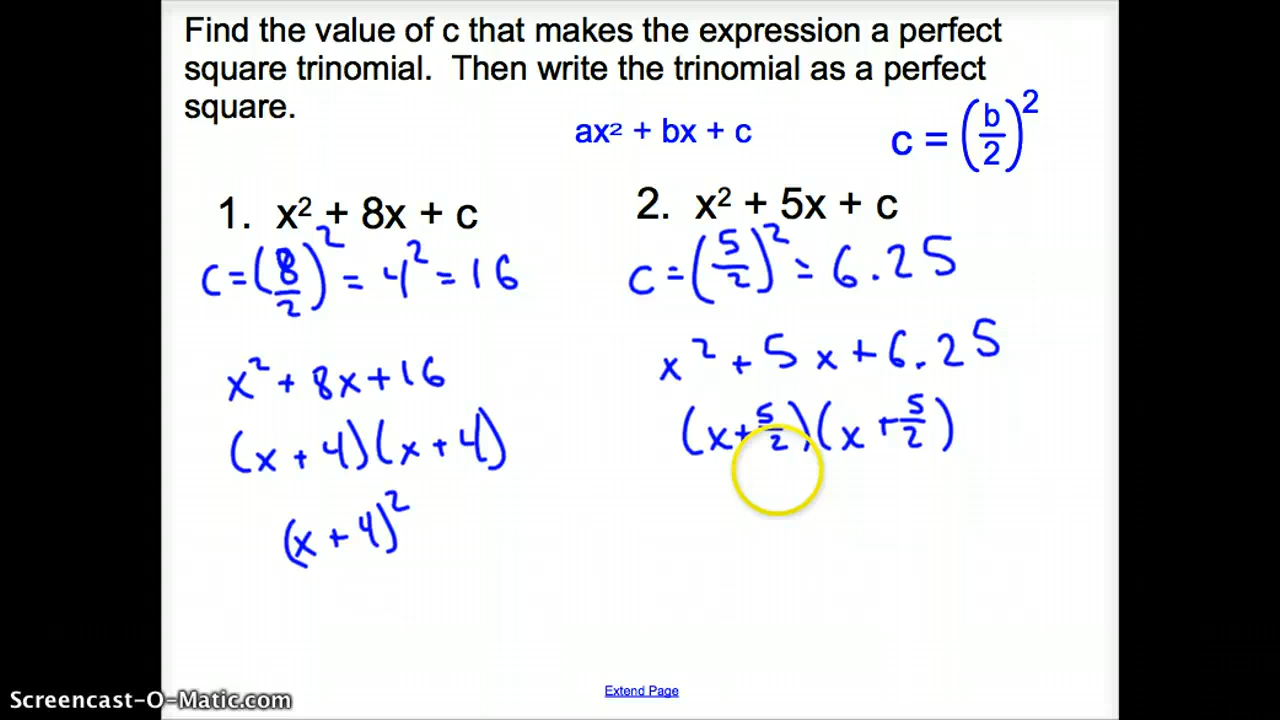 Find the value of c that makes the expression a perfect
square trinomial. Then write the trinomial as a perfect
square.
ax² + bx + c
c = (b/2)²
1. x² + 8x + c
c = (8/2)² = 4² = 16
x² + 8x + 16
(x + 4)(x + 4)
(x + 4)²
2. x² + 5x + c
c = (5/2)² = 6.25
x² + 5x + 6.25
(x + 5/2)(x + 5/2)
Extend Page
Screencast-O-Matic.com